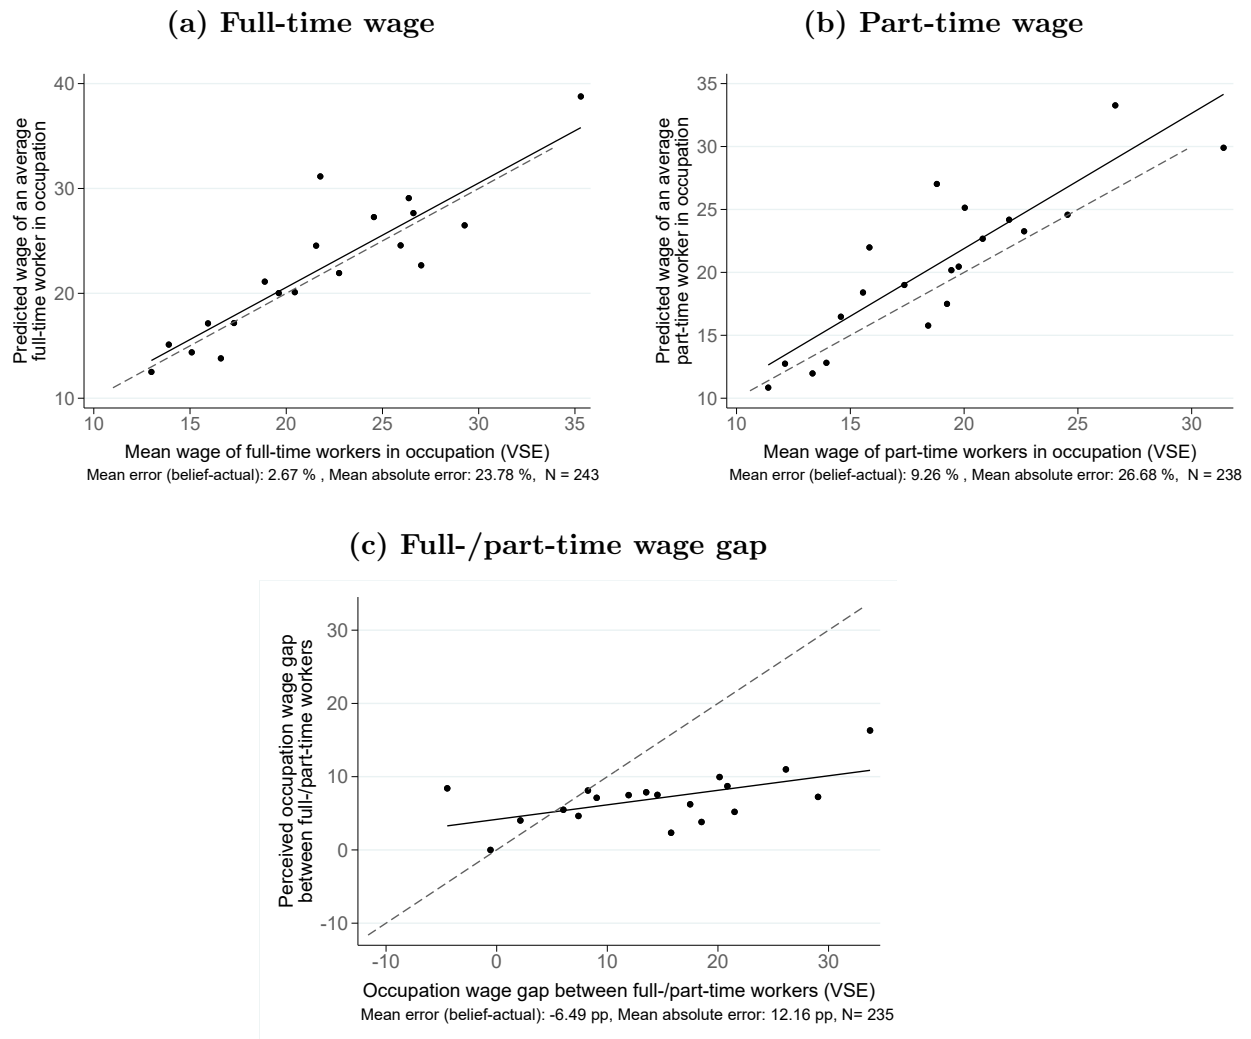 (a) Full-time wage
Predicted wage of an average
full-time worker in occupation
40
30
20
10
10 15 20 25 30 35
Mean wage of full-time workers in occupation (VSE)
Mean error (belief-actual): 2.67 % , Mean absolute error: 23.78 %, N = 243
(b) Part-time wage
Predicted wage of an average
part-time worker in occupation
35
30
25
20
15
10
10 15 20 25 30
Mean wage of part-time workers in occupation (VSE)
Mean error (belief-actual): 9.26 % , Mean absolute error: 26.68 %, N = 238
(c) Full-/part-time wage gap
Perceived occupation wage gap
between full-/part-time workers
30
20
10
0
-10
-10 0 10 20 30
Occupation wage gap between full-/part-time workers (VSE)
Mean error (belief-actual): -6.49 pp, Mean absolute error: 12.16 pp, N= 235